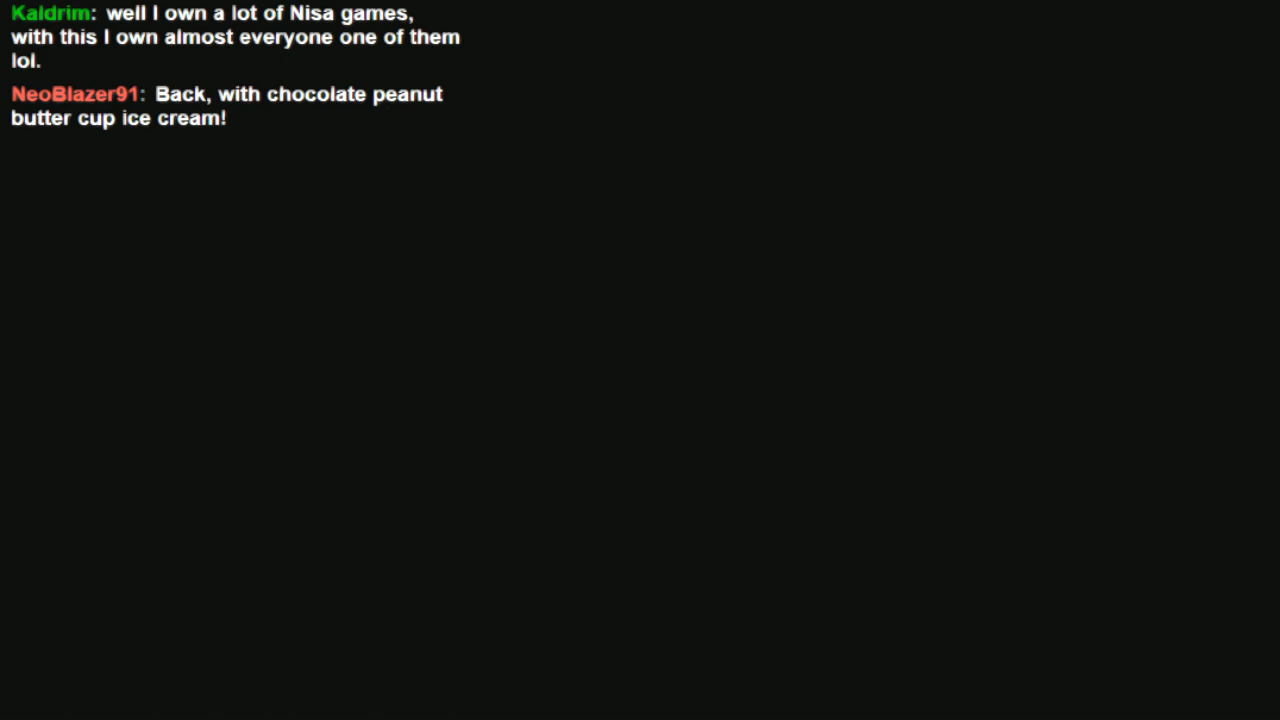 Kaldrim: well I own a lot of Nisa games,
with this I own almost everyone one of them
lol.
NeoBlazer91: Back, with chocolate peanut
butter cup ice cream!